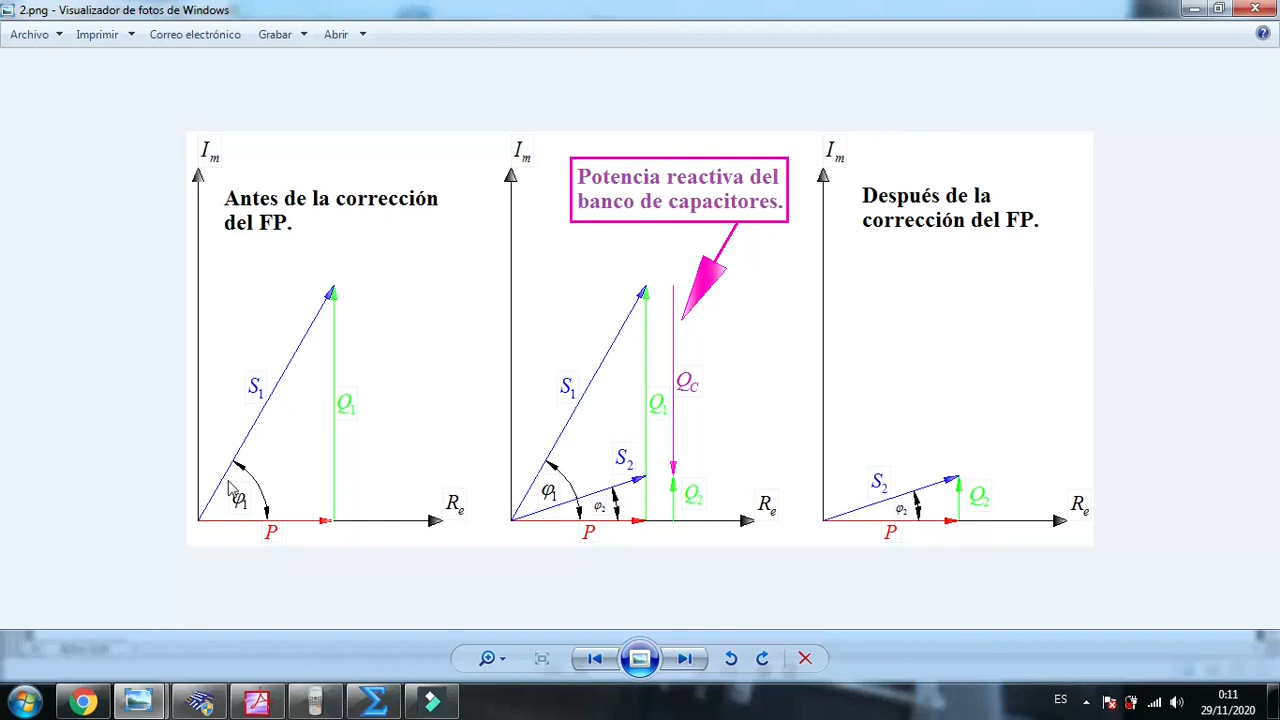 2.png - Visualizador de fotos de Windows
Archivo Imprimir Correo electrónico Grabar Abrir
Im
Antes de la corrección
del FP.
S1
Q1
φ1
P
Re
Im
Potencia reactiva del
banco de capacitores.
S1
Q1
QC
S2
φ1
φ2
Q2
P
Re
Im
Después de la
corrección del FP.
S2
φ2
Q2
P
Re
ES
0:11
29/11/2020